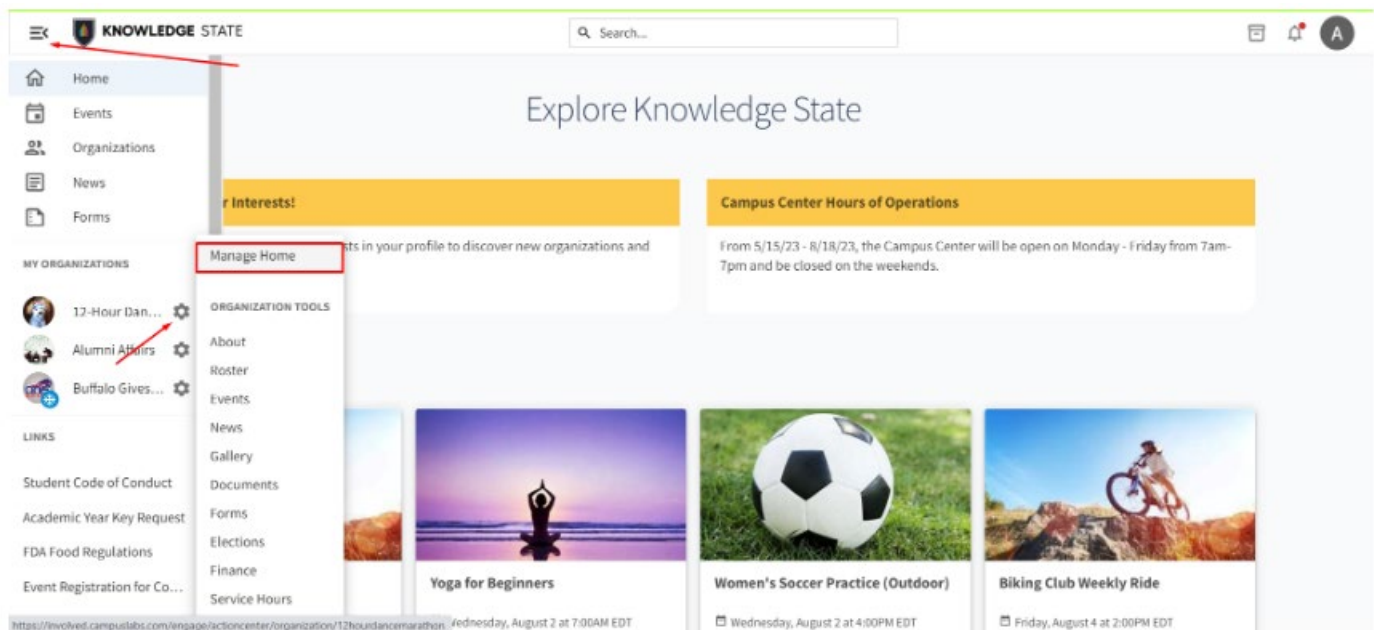 KNOWLEDGE STATE
Search...
A
Home
Events
Organizations
News
Forms
MY ORGANIZATIONS
12-Hour Dan...
Alumni Affairs
Buffalo Gives...
LINKS
Student Code of Conduct
Academic Year Key Request
FDA Food Regulations
Event Registration for Co...
https://involved.campuslabs.com/engage/actioncenter/organization/12hourdancemarathon
Manage Home
ORGANIZATION TOOLS
About
Roster
Events
News
Gallery
Documents
Forms
Elections
Finance
Service Hours
Explore Knowledge State
r Interests!
sts in your profile to discover new organizations and
Campus Center Hours of Operations
From 5/15/23 - 8/18/23, the Campus Center will be open on Monday - Friday from 7am-
7pm and be closed on the weekends.
Yoga for Beginners
Wednesday, August 2 at 7:00AM EDT
Women's Soccer Practice (Outdoor)
Wednesday, August 2 at 4:00PM EDT
Biking Club Weekly Ride
Friday, August 4 at 2:00PM EDT